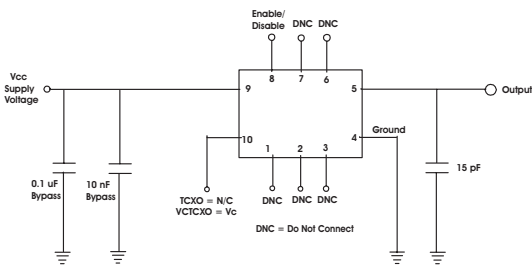 Enable/
Disable
DNC DNC
8 7 6
Vcc
Supply
Voltage
9 5
Output
10 4
Ground
1 2 3
0.1 uF
Bypass
10 nF
Bypass
15 pF
TCXO = N/C
VCTCXO = Vc
DNC DNC DNC
DNC = Do Not Connect